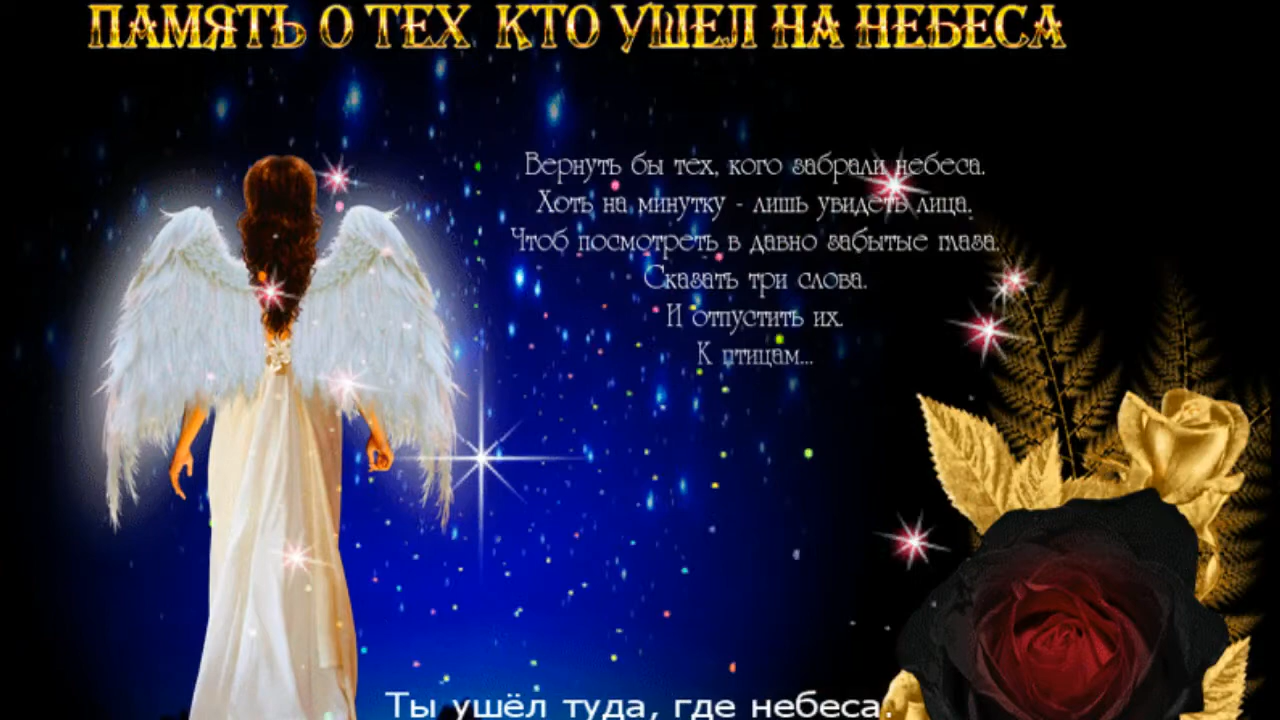 ПАМЯТЬ О ТЕХ КТО УШЕЛ НА НЕБЕСА
Вернуть бы тех, кого забрали небеса.
Хоть на минутку - лишь увидеть лица.
Чтоб посмотреть в давно забытые глаза.
Сказать три слова.
И отпустить их.
К птицам...
Ты ушёл туда, где небеса.